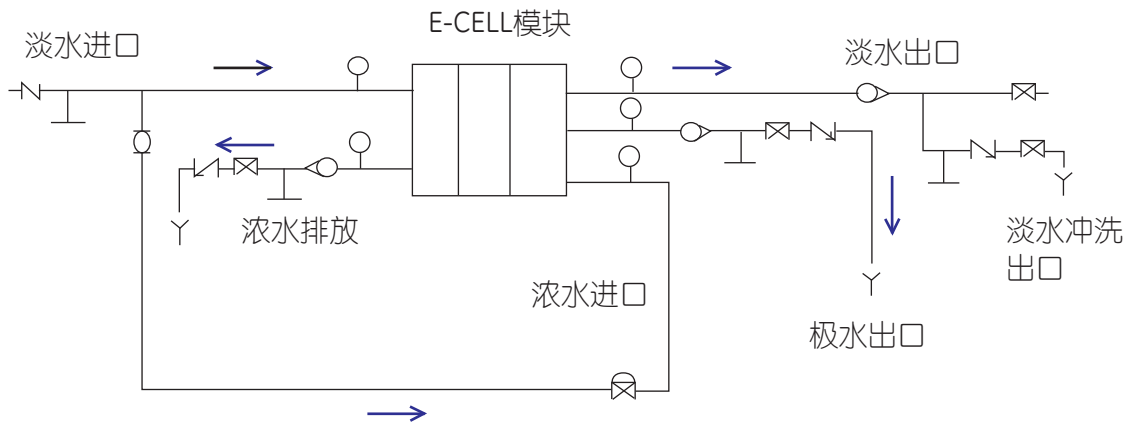 E-CELL模块
淡水进口
淡水出口
浓水排放
淡水冲洗
出口
浓水进口
极水出口